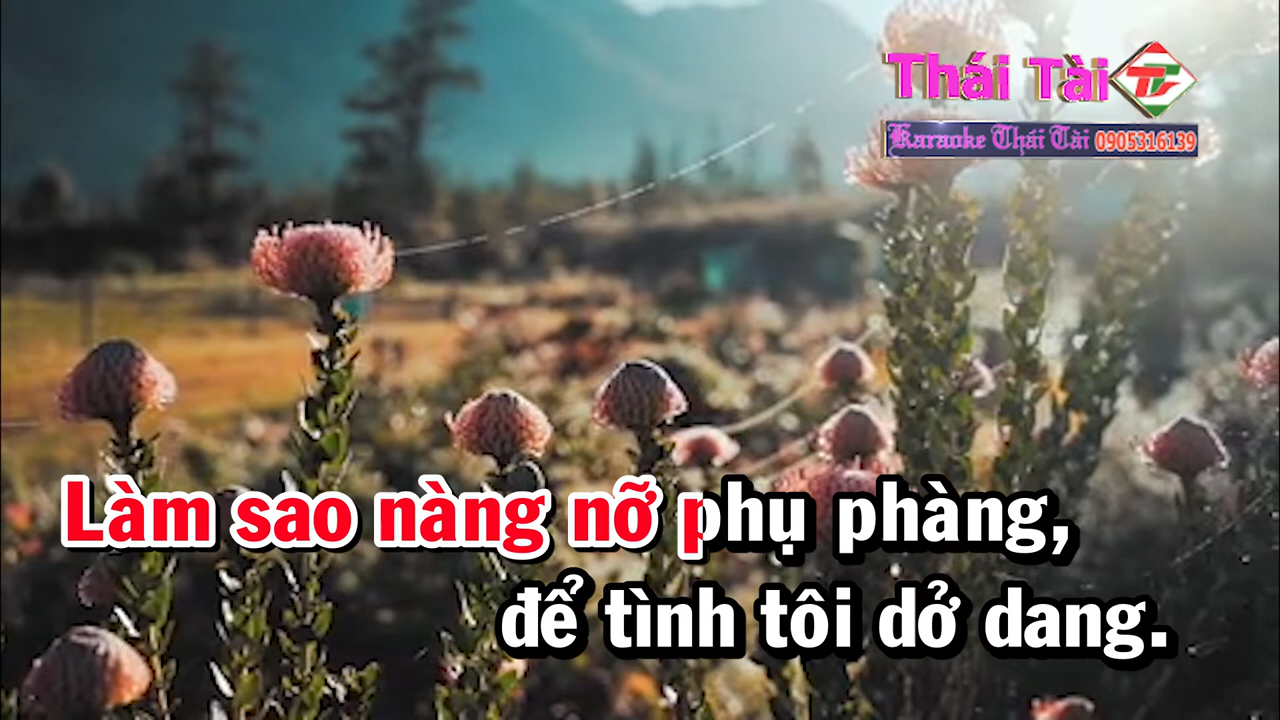 Thái Tài
Karaoke Thái Tài 0905316139
Làm sao nàng nỡ phụ phàng,
để tình tôi dở dang.